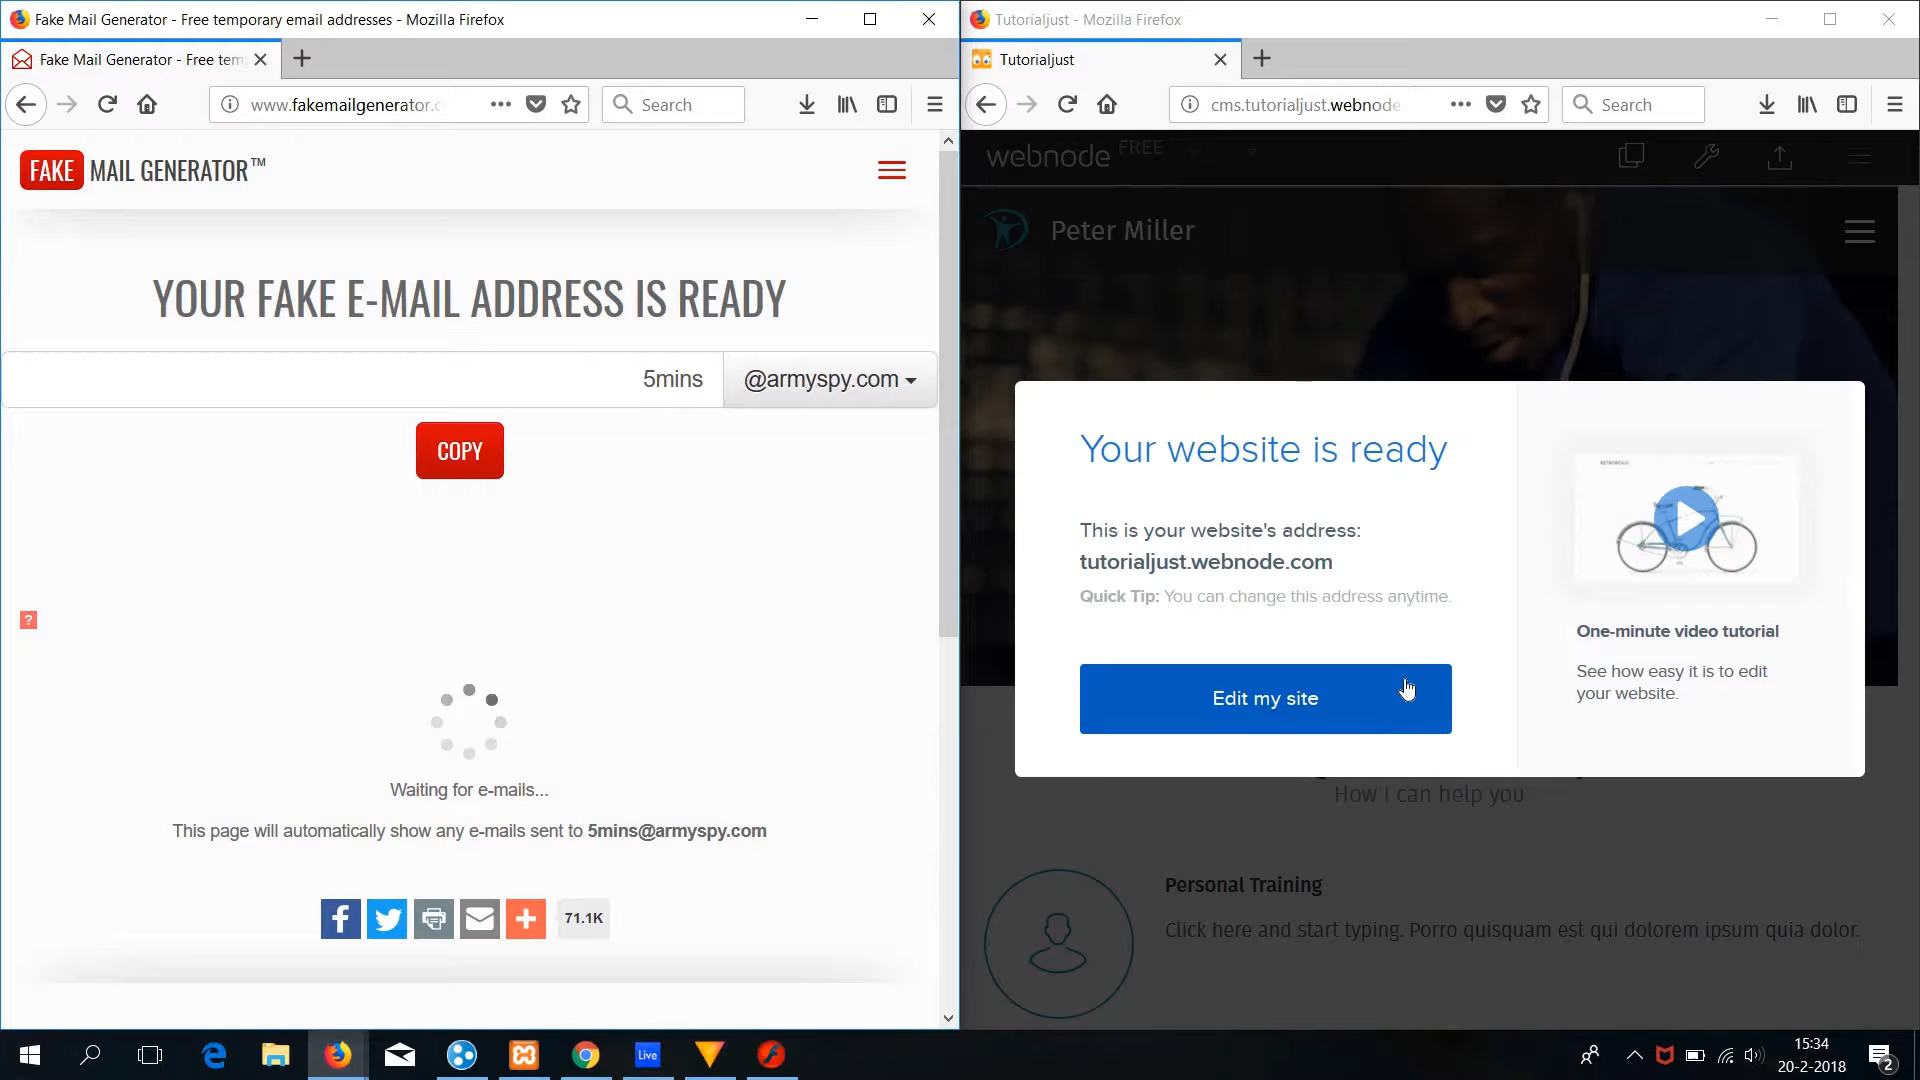 Fake Mail Generator - Free temporary email addresses - Mozilla Firefox
Fake Mail Generator - Free tem
www.fakemailgenerator.c
Search
FAKE MAIL GENERATOR™
YOUR FAKE E-MAIL ADDRESS IS READY
5mins
@armyspy.com
COPY
?
Waiting for e-mails...
This page will automatically show any e-mails sent to 5mins@armyspy.com
71.1K
Tutorialjust - Mozilla Firefox
Tutorialjust
cms.tutorialjust.webnode
Search
webnode FREE
Peter Miller
Your website is ready
This is your website's address:
tutorialjust.webnode.com
Quick Tip: You can change this address anytime.
Edit my site
One-minute video tutorial
See how easy it is to edit
your website.
How I can help you
Personal Training
Click here and start typing. Porro quisquam est qui dolorem ipsum quia dolor.
Live
15:34
20-2-2018
2